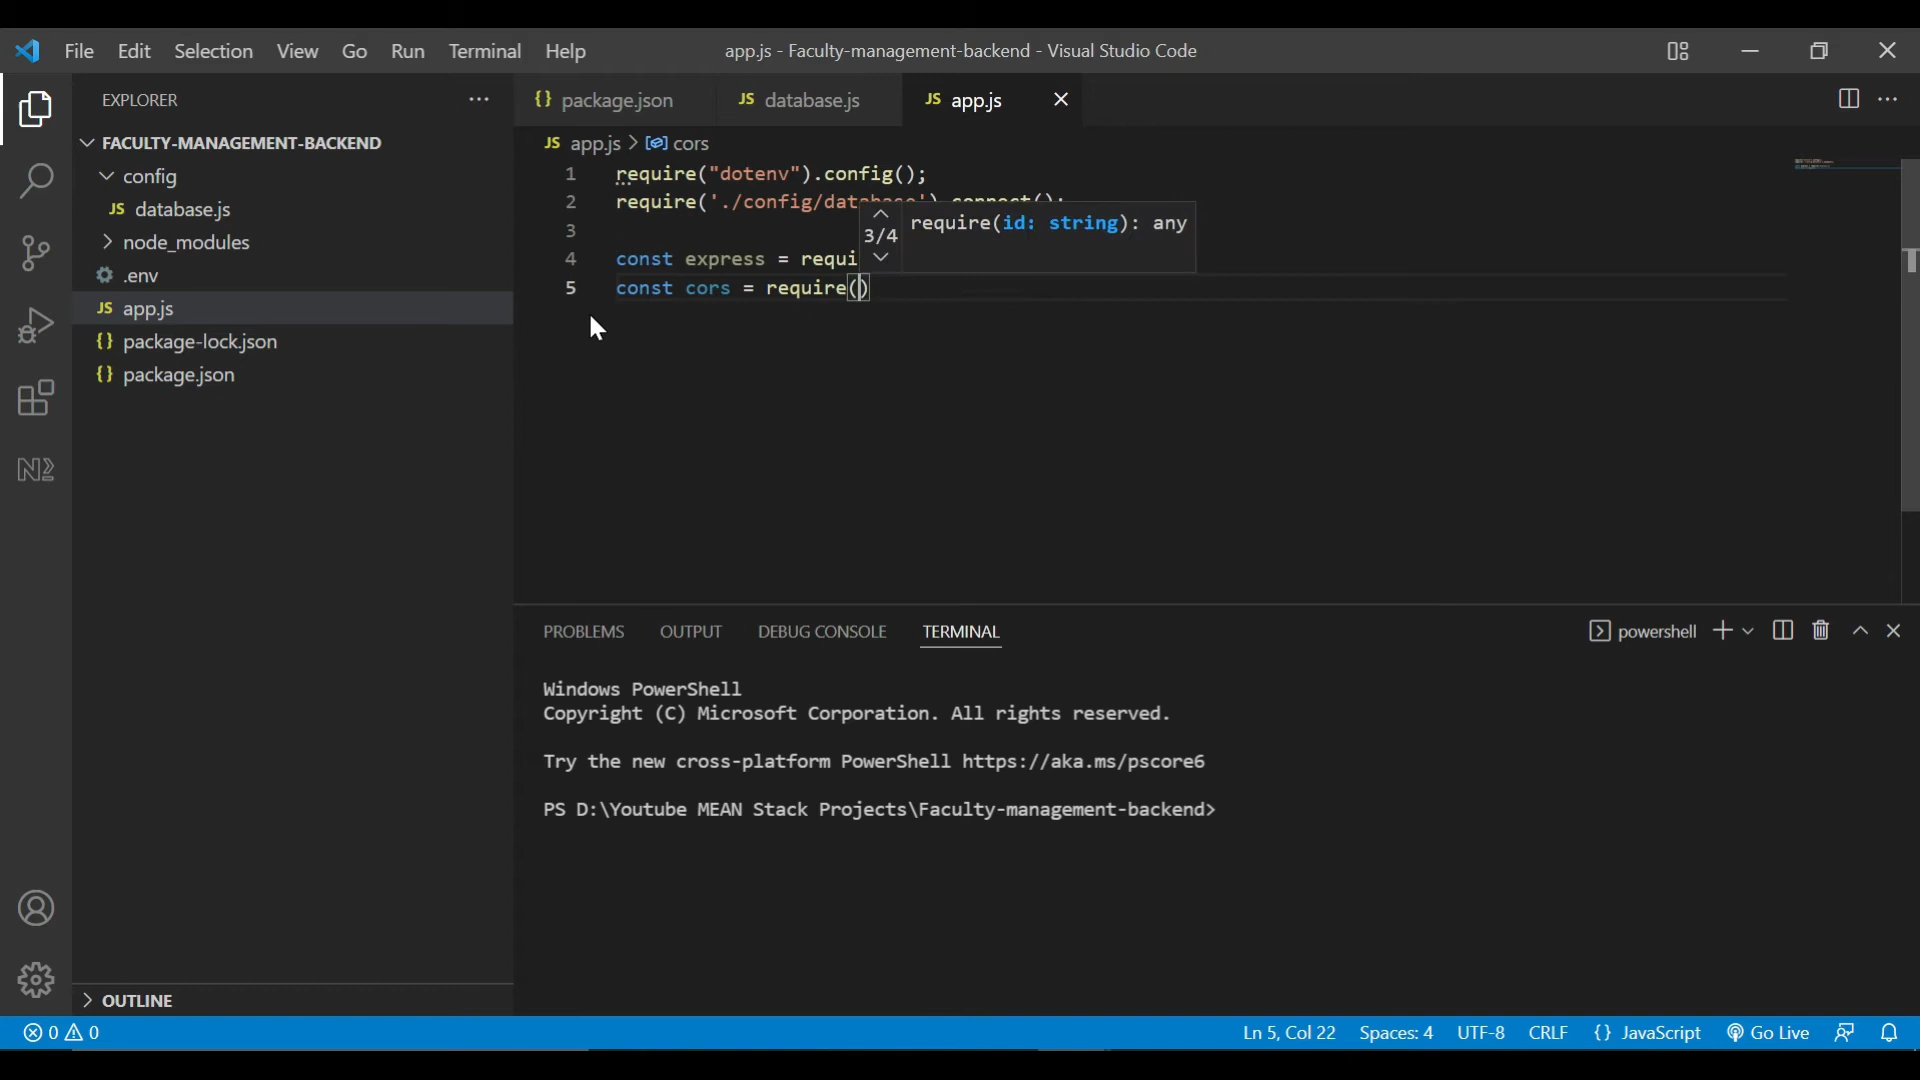 File Edit Selection View Go Run Terminal Help
app.js - Faculty-management-backend - Visual Studio Code
EXPLORER
FACULTY-MANAGEMENT-BACKEND
config
JS database.js
node_modules
.env
JS app.js
{} package-lock.json
{} package.json
OUTLINE
{} package.json JS database.js JS app.js
JS app.js > cors
1 require("dotenv").config();
2 require('./config/database').connect();
3
4 const express = requi
5 const cors = require()
3/4 require(id: string): any
PROBLEMS OUTPUT DEBUG CONSOLE TERMINAL
powershell
Windows PowerShell
Copyright (C) Microsoft Corporation. All rights reserved.
Try the new cross-platform PowerShell https://aka.ms/pscore6
PS D:\Youtube MEAN Stack Projects\Faculty-management-backend>
0 0
Ln 5, Col 22 Spaces: 4 UTF-8 CRLF {} JavaScript Go Live